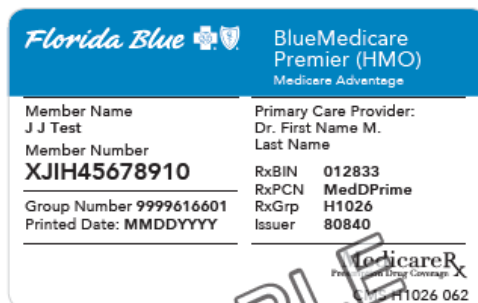 Florida Blue
BlueMedicare
Premier (HMO)
Medicare Advantage
Member Name
J J Test
Member Number
XJIH45678910
Group Number 9999616601
Printed Date: MMDDYYYY
Primary Care Provider:
Dr. First Name M.
Last Name
RxBIN 012833
RxPCN MedDPrime
RxGrp H1026
Issuer 80840
MedicareRx
Prescription Drug Coverage
CMS H1026 062